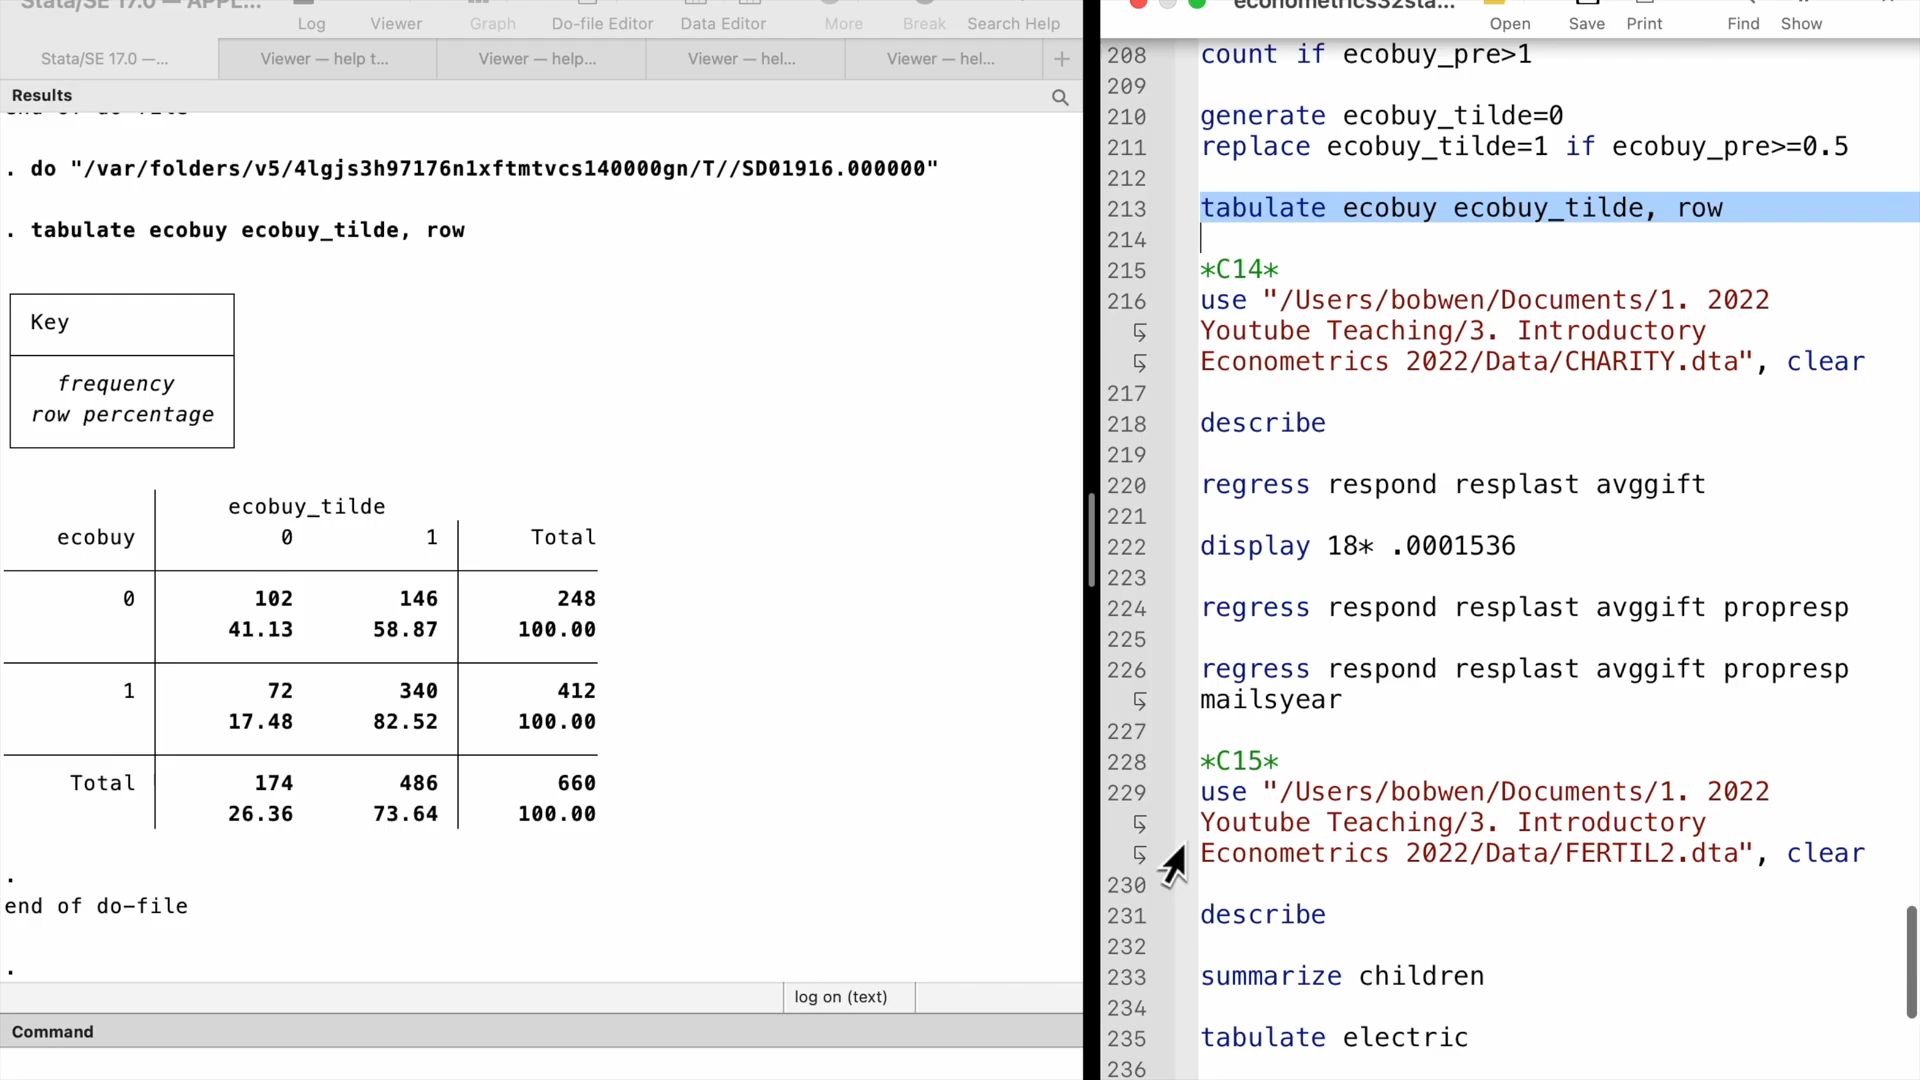 Stata/SE 17.0 — APPL...
Log Viewer Graph Do-file Editor Data Editor More Break Search Help
Stata/SE 17.0 —... Viewer — help t... Viewer — help... Viewer — hel... Viewer — hel... +
Results
end of do-file
. do "/var/folders/v5/4lgjs3h97176n1xftmtvcs140000gn/T//SD01916.000000"
. tabulate ecobuy ecobuy_tilde, row
Key
frequency
row percentage
ecobuy_tilde
ecobuy 0 1 Total
0 102 146 248
41.13 58.87 100.00
1 72 340 412
17.48 82.52 100.00
Total 174 486 660
26.36 73.64 100.00
.
end of do-file
.
log on (text)
Command
econometrics32sta...
Open Save Print Find Show
208 count if ecobuy_pre>1
209
210 generate ecobuy_tilde=0
211 replace ecobuy_tilde=1 if ecobuy_pre>=0.5
212
213 tabulate ecobuy ecobuy_tilde, row
214
215 *C14*
216 use "/Users/bobwen/Documents/1. 2022
Youtube Teaching/3. Introductory
Econometrics 2022/Data/CHARITY.dta", clear
217
218 describe
219
220 regress respond resplast avggift
221
222 display 18* .0001536
223
224 regress respond resplast avggift propresp
225
226 regress respond resplast avggift propresp
mailsyear
227
228 *C15*
229 use "/Users/bobwen/Documents/1. 2022
Youtube Teaching/3. Introductory
Econometrics 2022/Data/FERTIL2.dta", clear
230
231 describe
232
233 summarize children
234
235 tabulate electric
236